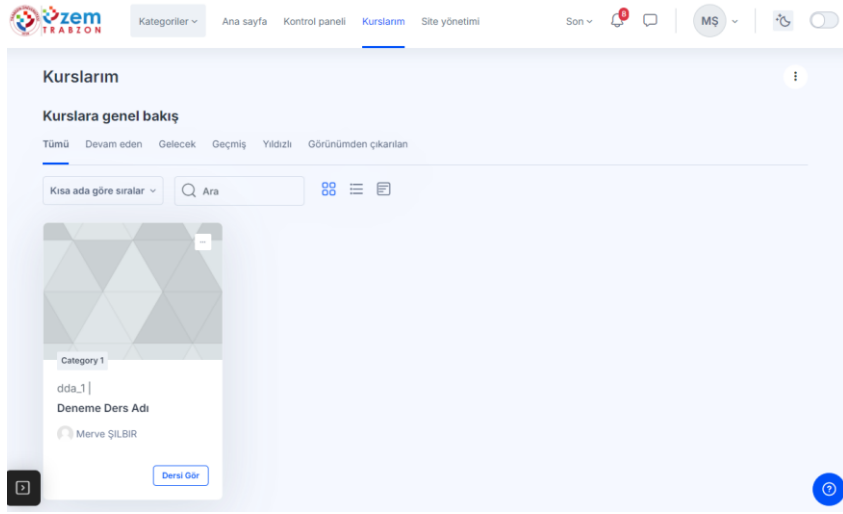 üzem
TRABZON
Kategoriler
Ana sayfa
Kontrol paneli
Kurslarım
Site yönetimi
Son
8
MŞ
Kurslarım
Kurslara genel bakış
Tümü
Devam eden
Gelecek
Geçmiş
Yıldızlı
Görünümden çıkarılan
Kısa ada göre sıralar
Ara
Category 1
dda_1 |
Deneme Ders Adı
Merve ŞILBIR
Dersi Gör